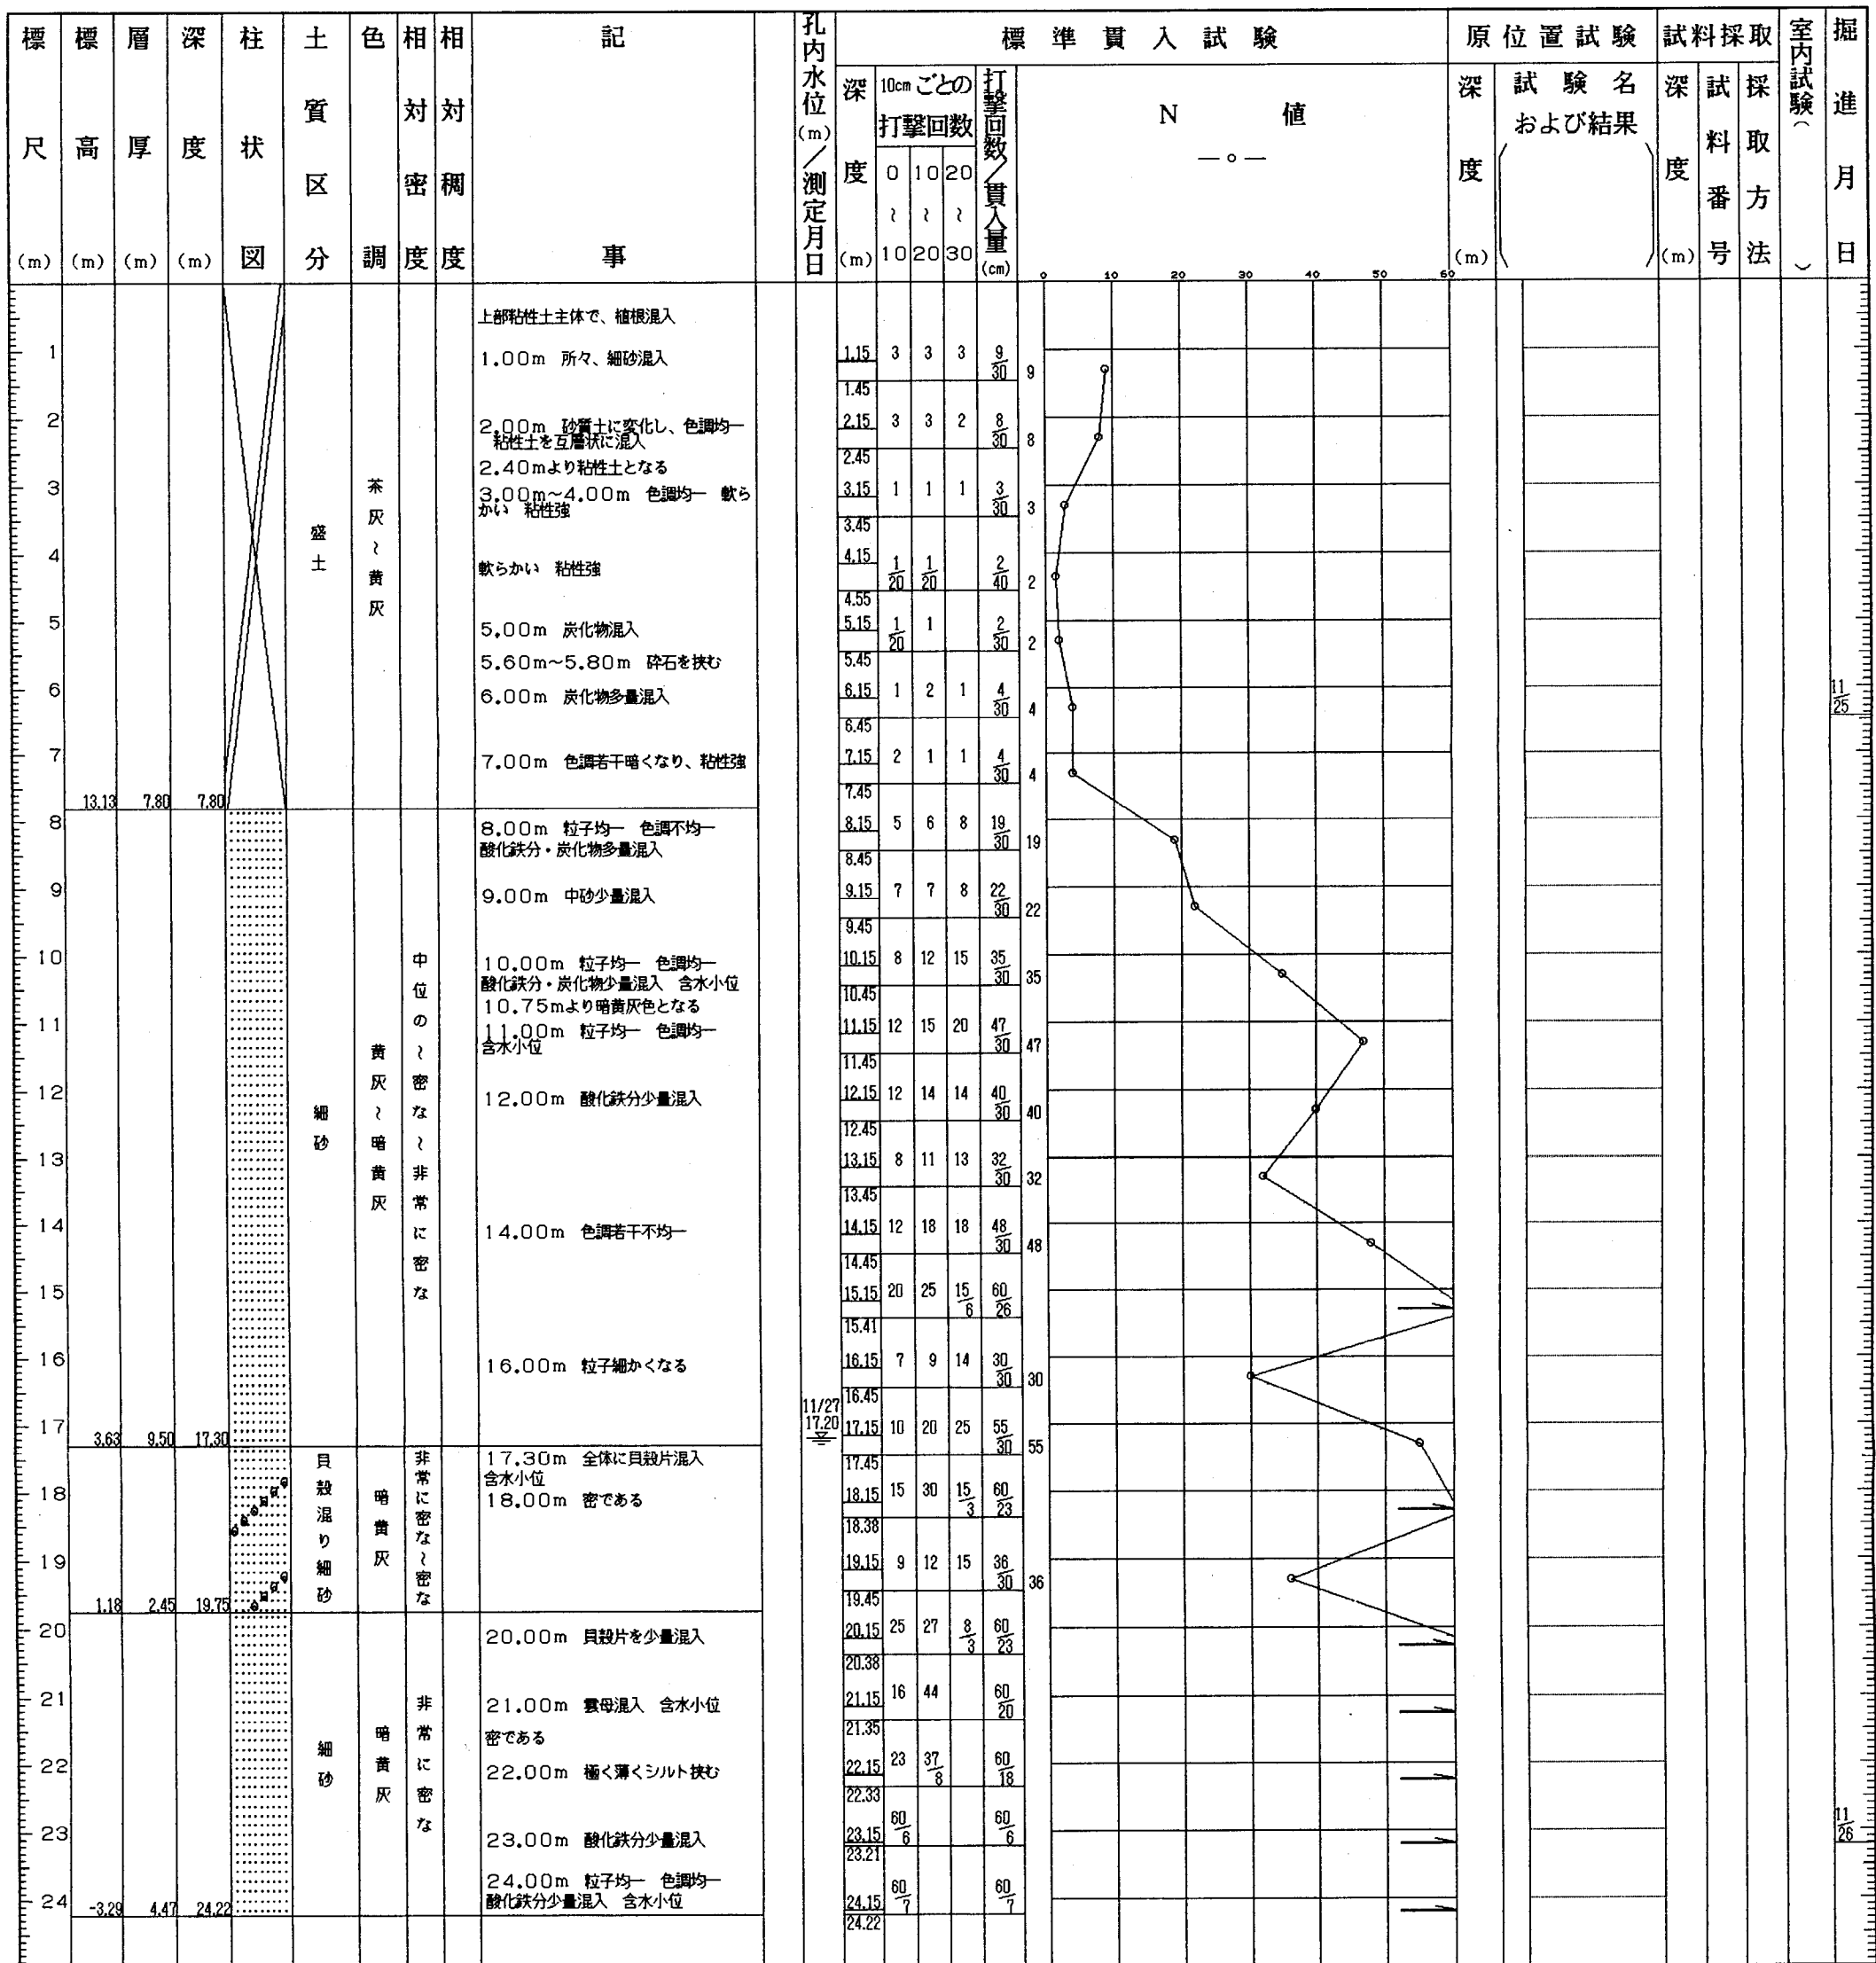 標尺(m)
標高(m)
層厚(m)
深度(m)
柱状図
土質区分
色調
相対密度
相対稠度
記事
孔内水位(m)／測定月日
標準貫入試験
深度(m)
10cmごとの打撃回数
0～10
10～20
20～30
打撃回数／貫入量(cm)
N値
—○—
0 10 20 30 40 50 60
原位置試験
深度(m)
試験名および結果
試料採取
深度(m)
試料番号
採取方法
室内試験（ ）
掘進月日
上部粘性土主体で、植根混入
1 1.00m 所々、細砂混入 1.15 3 3 3 9/30 9
1.45
2 2.00m 砂質土に変化し、色調均一 2.15 3 3 2 8/30 8
粘性土を互層状に混入
2.45
2.40mより粘性土となる
3 3.00m～4.00m 色調均一 軟ら 3.15 1 1 1 3/30 3
かい 粘性強
3.45
盛土
茶灰～黄灰
4 軟らかい 粘性強 4.15 1/20 1/20 2/40 2
4.55
5 5.00m 炭化物混入 5.15 1/20 1 2/30 2
5.60m～5.80m 砕石を挟む
5.45
6 6.00m 炭化物多量混入 6.15 1 2 1 4/30 4 11/25
6.45
7 7.00m 色調若干暗くなり、粘性強 7.15 2 1 1 4/30 4
7.45
13.13 7.80 7.80
8 8.00m 粒子均一 色調不均一 8.15 5 6 8 19/30 19
酸化鉄分・炭化物多量混入
8.45
9 9.00m 中砂少量混入 9.15 7 7 8 22/30 22
9.45
10 10.00m 粒子均一 色調均一 10.15 8 12 15 35/30 35
酸化鉄分・炭化物少量混入 含水小位
10.45
10.75mより暗黄灰色となる
11 11.00m 粒子均一 色調均一 11.15 12 15 20 47/30 47
含水小位
11.45
12 12.00m 酸化鉄分少量混入 12.15 12 14 14 40/30 40
12.45
細砂
黄灰～暗黄灰
中位の～密な～非常に密な
13 13.15 8 11 13 32/30 32
13.45
14 14.00m 色調若干不均一 14.15 12 18 18 48/30 48
14.45
15 15.15 20 25 15/6 60/26
15.41
16 16.00m 粒子細かくなる 16.15 7 9 14 30/30 30
16.45
11/27
17.20
17 17.15 10 20 25 55/30 55
3.63 9.50 17.30
17.30m 全体に貝殻片混入
17.45
含水小位
18 18.00m 密である 18.15 15 30 15/3 60/23
18.38
貝殻混り細砂
暗黄灰
非常に密な～密な
19 19.15 9 12 15 36/30 36
19.45
1.18 2.45 19.75
20 20.00m 貝殻片を少量混入 20.15 25 27 8/3 60/23
20.38
21 21.00m 雲母混入 含水小位 21.15 16 44 60/20
21.35
密である
細砂
暗黄灰
非常に密な
22 22.00m 極く薄くシルト挟む 22.15 23 37/8 60/18
22.33
23 23.00m 酸化鉄分少量混入 23.15 60/6 60/6 11/26
23.21
24.00m 粒子均一 色調均一
24 酸化鉄分少量混入 含水小位 24.15 60/7 60/7
-3.29 4.47 24.22
24.22